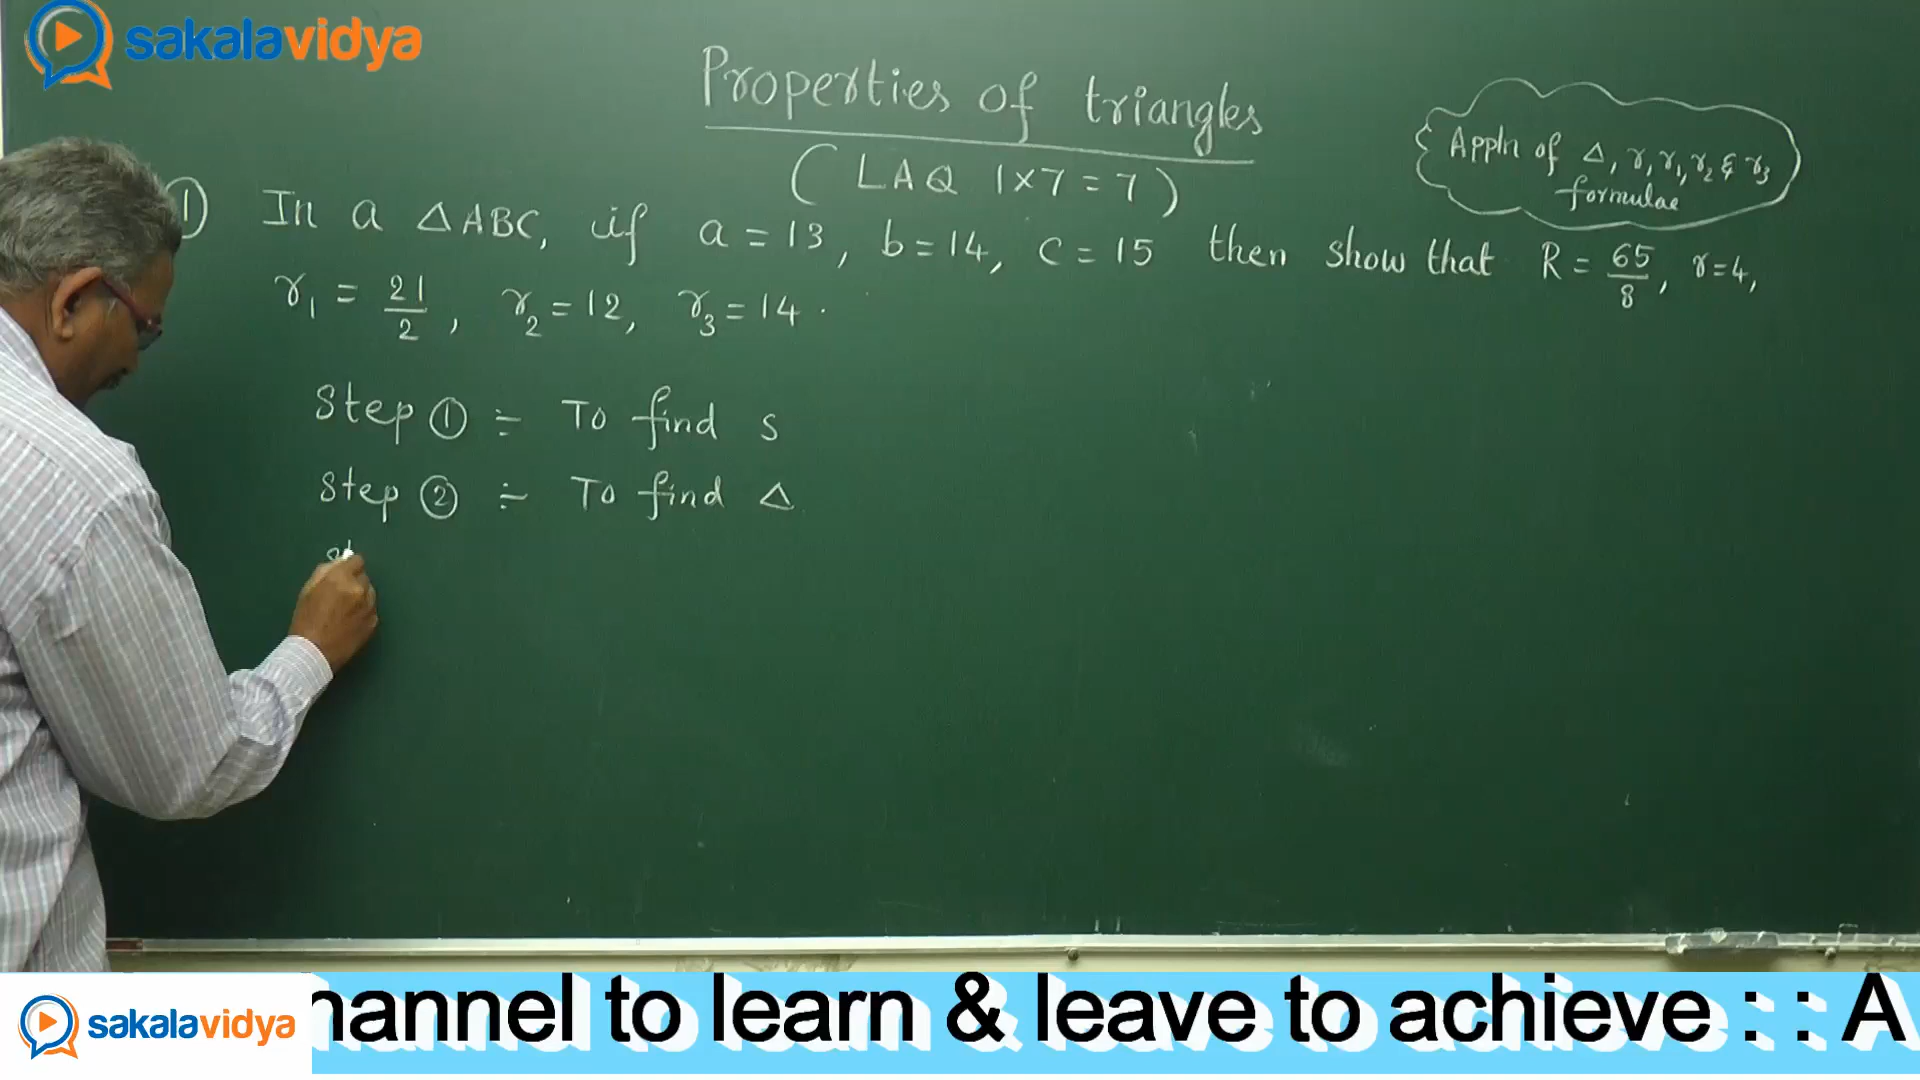 sakalavidya
Properties of triangles
(LAQ 1×7=7)
Appln of Δ, r, r₁, r₂ & r₃
formulae
① In a ΔABC, if a = 13, b = 14, c = 15 then show that R = 65/8, r = 4,
r₁ = 21/2, r₂ = 12, r₃ = 14.
Step ① :- To find s
Step ② :- To find Δ
st
sakalavidya
hannel to learn & leave to achieve : : A